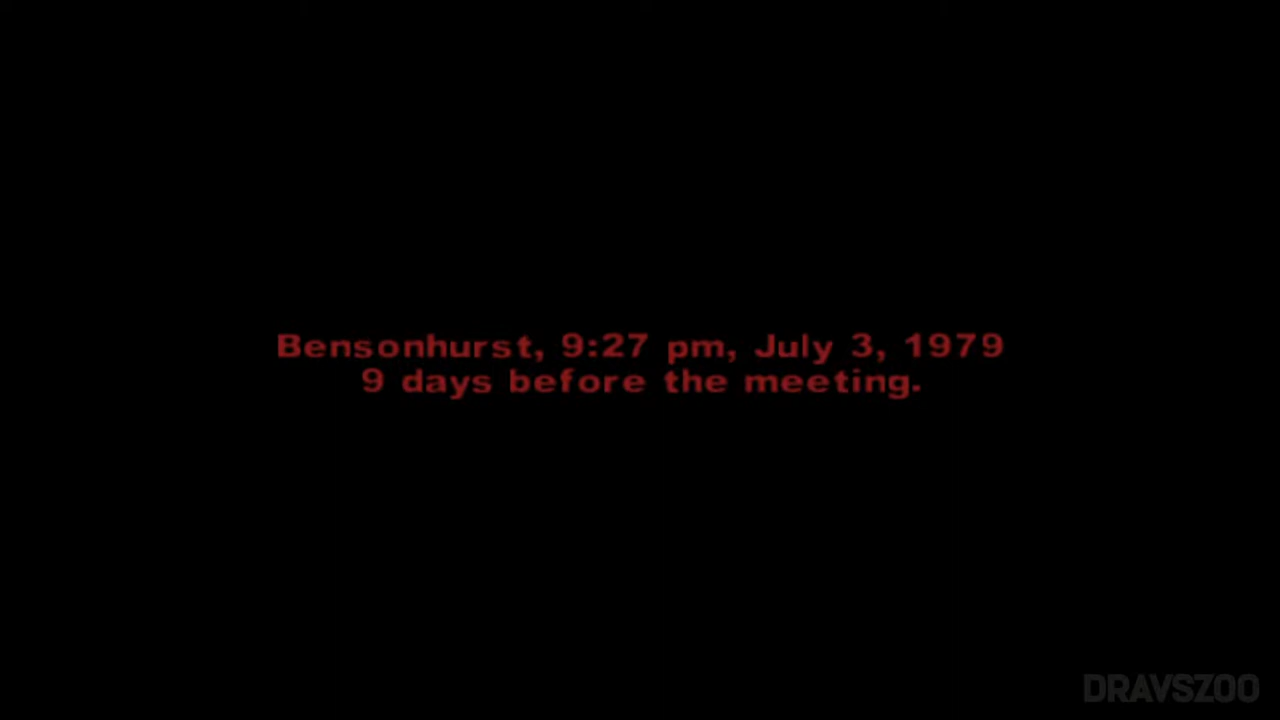 Bensonhurst, 9:27 pm, July 3, 1979
9 days before the meeting.
DRAVSZOO